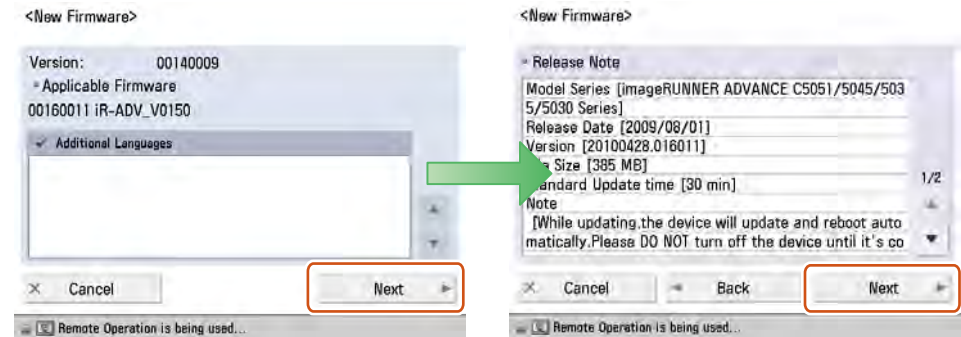 <New Firmware>
Version: 00140009
Applicable Firmware
00160011 iR-ADV_V0150
Additional Languages
Cancel
Next
Remote Operation is being used...
<New Firmware>
Release Note
Model Series [imageRUNNER ADVANCE C5051/5045/503
5/5030 Series]
Release Date [2009/08/01]
Version [20100428.016011]
Size [385 MB]
Update time [30 min]
Note
[While updating,the device will update and reboot auto
matically.Please DO NOT turn off the device until it's co
1/2
Cancel
Back
Next
Remote Operation is being used...